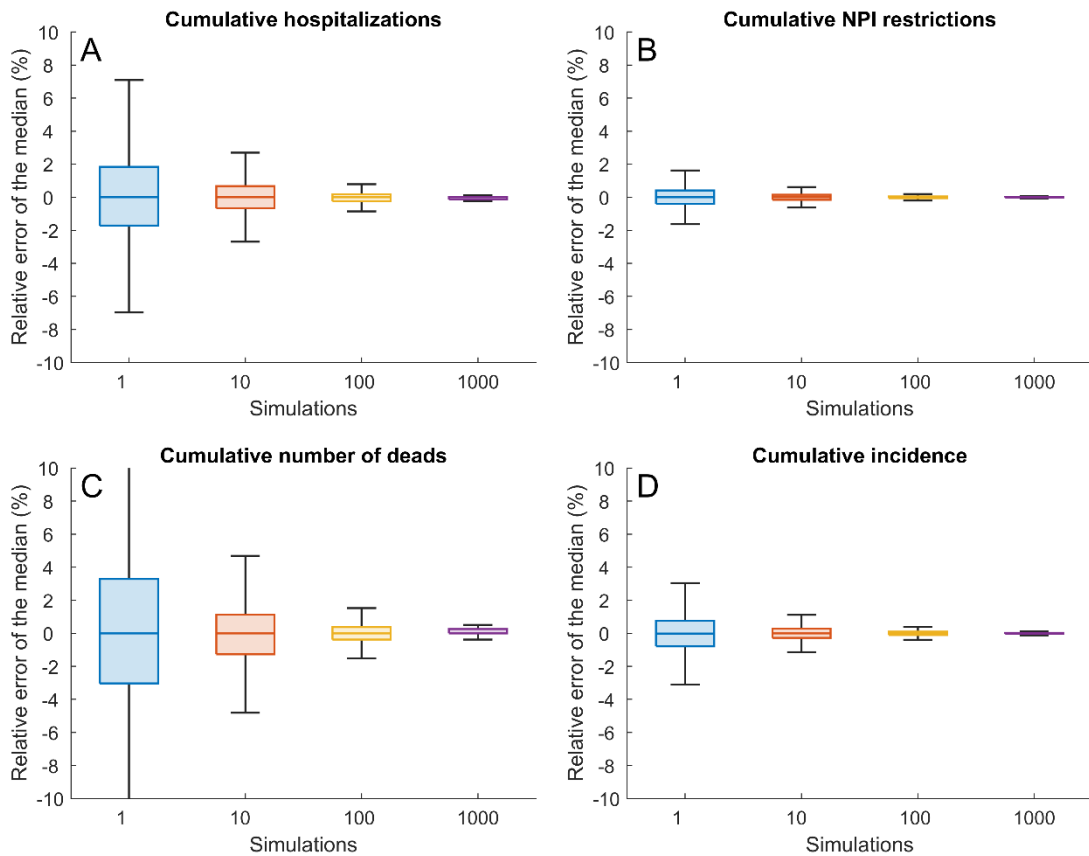 Cumulative hospitalizations
A
Relative error of the median (%)
10
8
6
4
2
0
-2
-4
-6
-8
-10
1 10 100 1000
Simulations
Cumulative NPI restrictions
B
Relative error of the median (%)
10
8
6
4
2
0
-2
-4
-6
-8
-10
1 10 100 1000
Simulations
Cumulative number of deads
C
Relative error of the median (%)
10
8
6
4
2
0
-2
-4
-6
-8
-10
1 10 100 1000
Simulations
Cumulative incidence
D
Relative error of the median (%)
10
8
6
4
2
0
-2
-4
-6
-8
-10
1 10 100 1000
Simulations